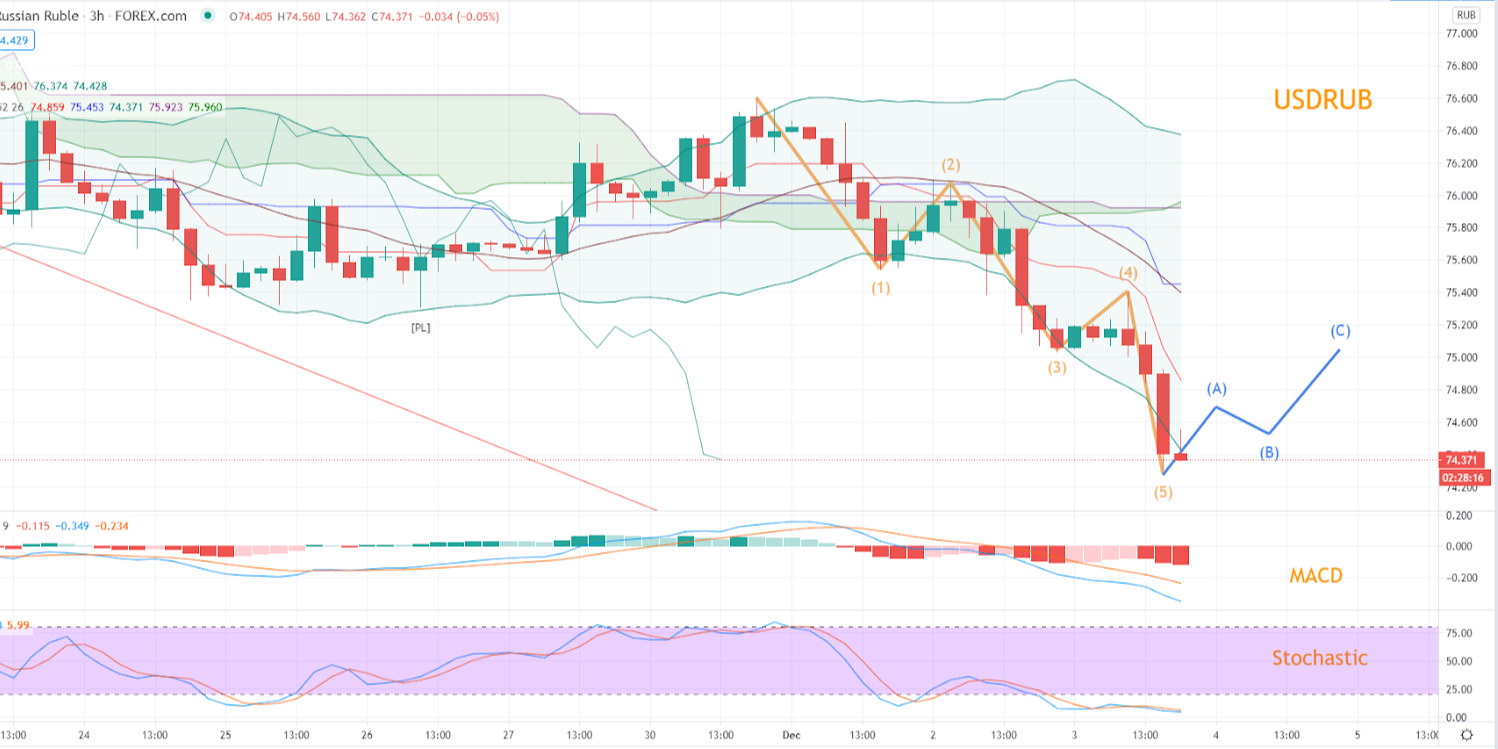 Russian Ruble · 3h · FOREX.com O74.405 H74.560 L74.362 C74.371 −0.034 (−0.05%)
RUB
77.000
4.429
76.800
5.401 76.374 74.428
USDRUB
76.600
52 26 74.859 75.453 74.371 75.923 75.960
76.400
76.200
(2)
76.000
75.800
75.600
(1)
(4)
75.400
[PL]
75.200
(C)
75.000
(3)
74.800
(A)
74.600
(B)
74.371
02:28:16
74.200
(5)
0.200
9 −0.115 −0.349 −0.234
0.000
MACD
−0.200
5.99
75.00
Stochastic
50.00
25.00
0.00
13:00 24 13:00 25 13:00 26 13:00 27 13:00 30 13:00 Dec 13:00 2 13:00 3 13:00 4 13:00 5 13:00